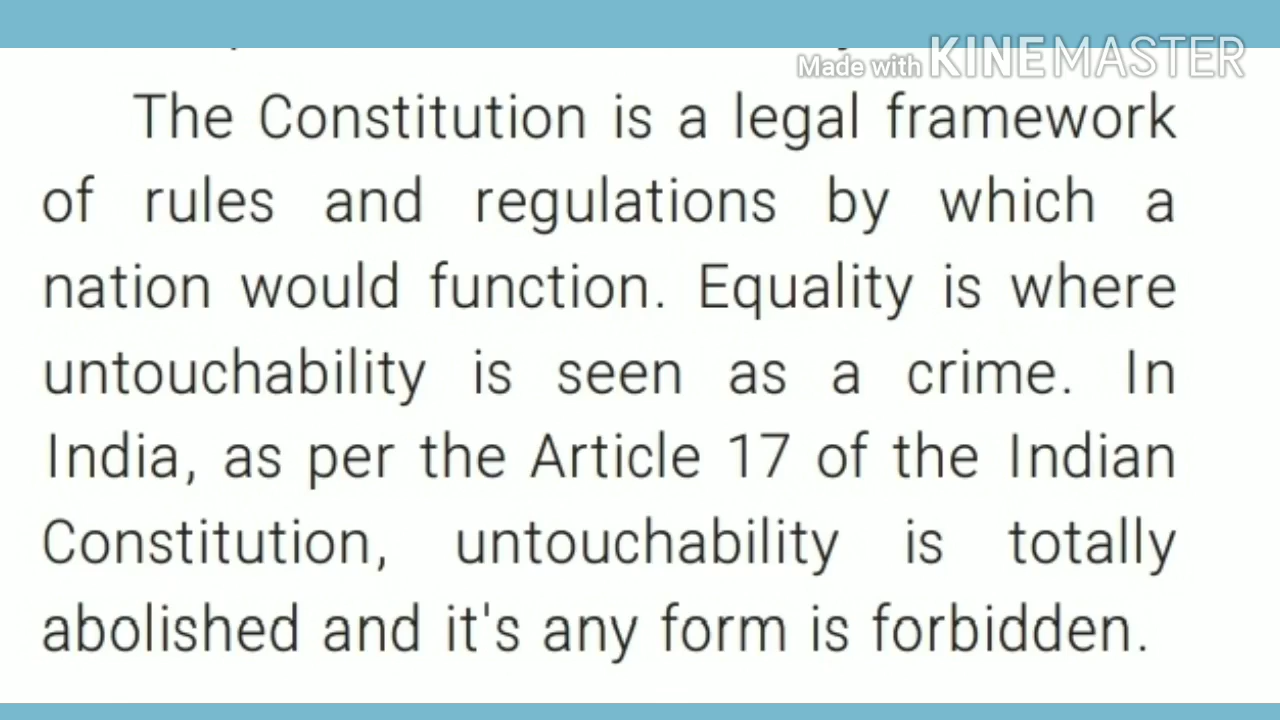 Made with KINEMASTER
The Constitution is a legal framework
of rules and regulations by which a
nation would function. Equality is where
untouchability is seen as a crime. In
India, as per the Article 17 of the Indian
Constitution, untouchability is totally
abolished and it's any form is forbidden.